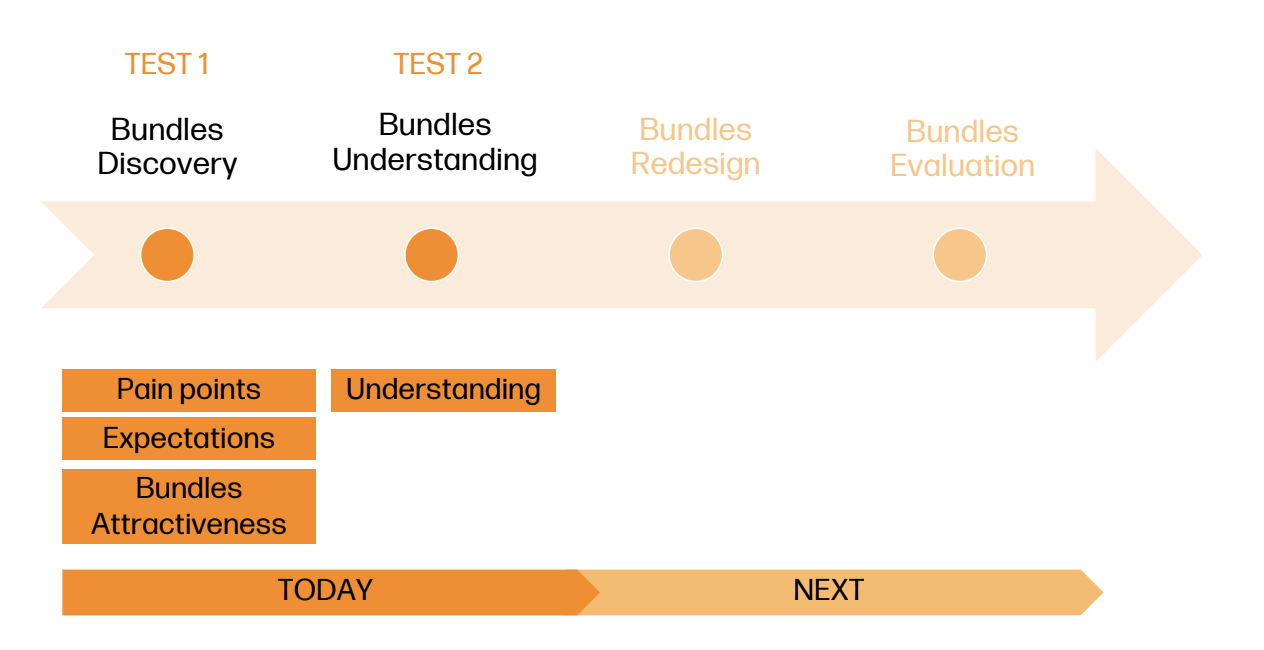 TEST 1
TEST 2
Bundles
Discovery
Bundles
Understanding
Bundles
Redesign
Bundles
Evaluation
Pain points
Understanding
Expectations
Bundles
Attractiveness
TODAY
NEXT